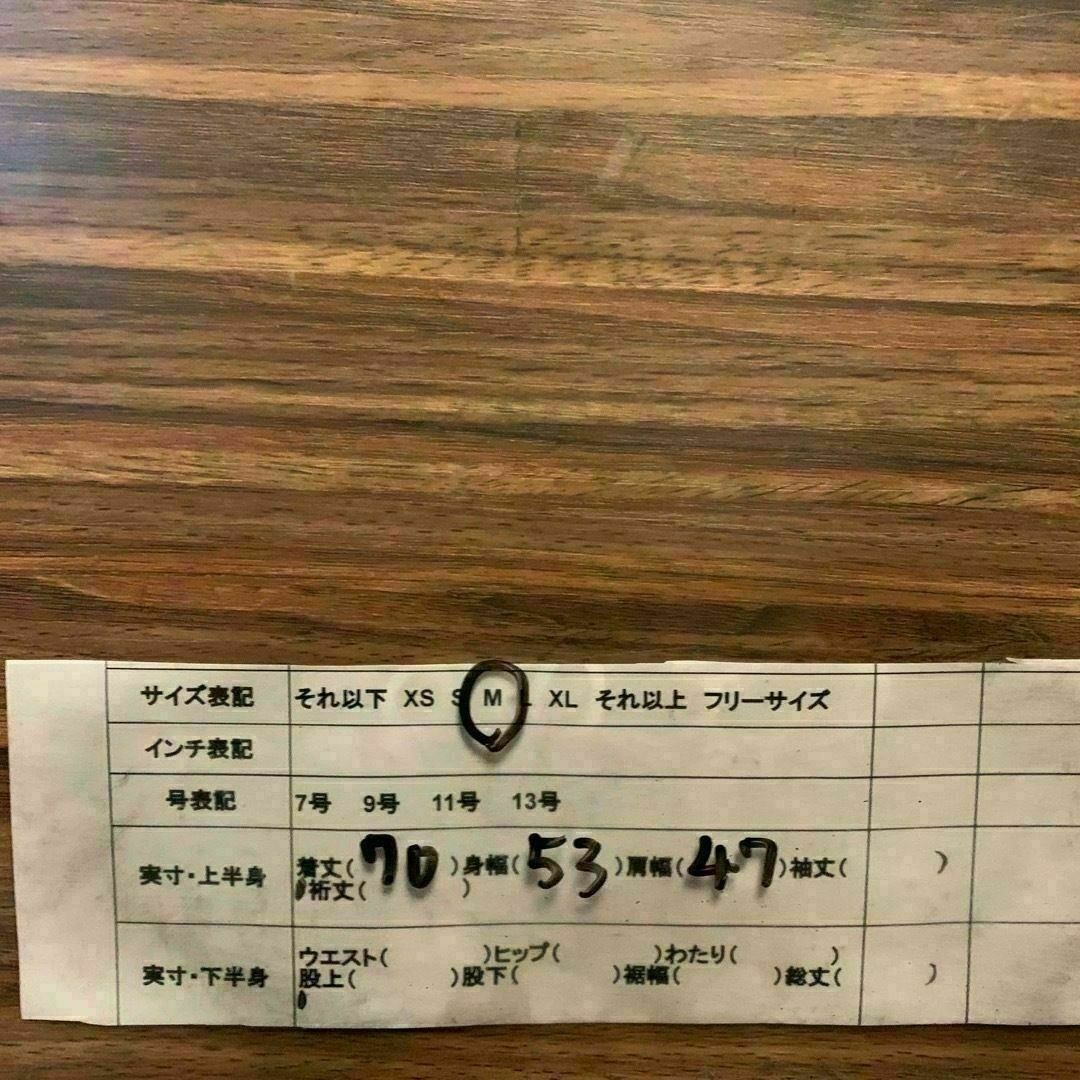 サイズ表記 それ以下 XS S M L XL それ以上 フリーサイズ
インチ表記
号表記 7号 9号 11号 13号
実寸・上半身 着丈( 70 )身幅( 53 )肩幅( 47 )袖丈( )
裄丈( )
実寸・下半身 ウエスト( )ヒップ( )わたり( )
股上( )股下( )裾幅( )総丈( )